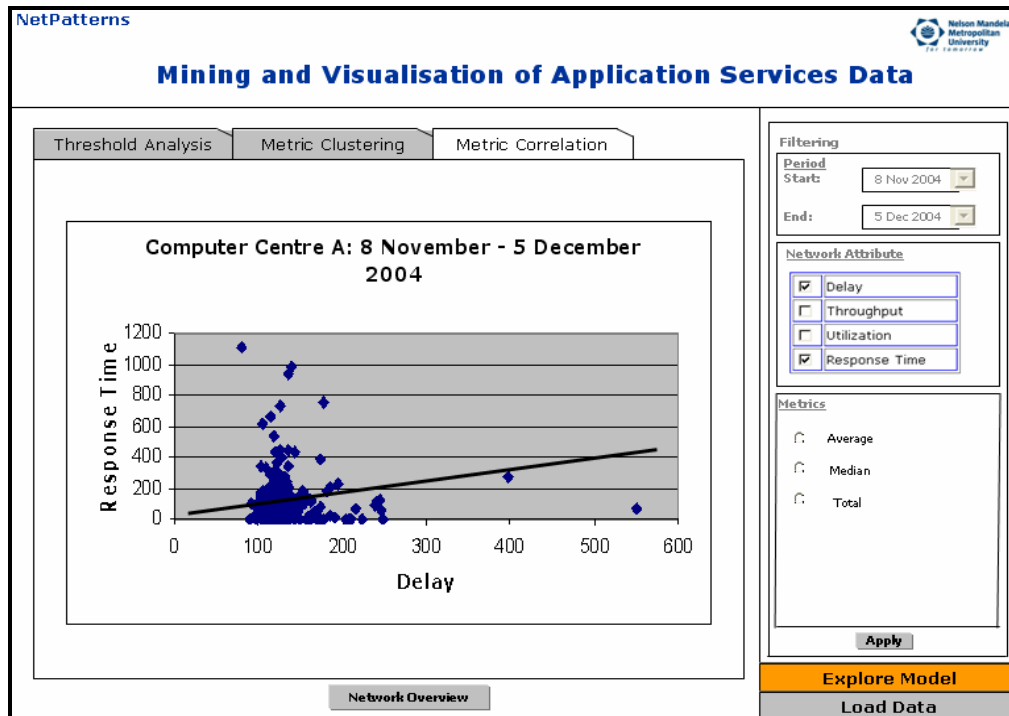 NetPatterns
Nelson Mandela
Metropolitan
University
for tomorrow
Mining and Visualisation of Application Services Data
Threshold Analysis
Metric Clustering
Metric Correlation
Computer Centre A: 8 November - 5 December
2004
Response Time
1200
1000
800
600
400
200
0
0 100 200 300 400 500 600
Delay
Network Overview
Filtering
Period
Start: 8 Nov 2004
End: 5 Dec 2004
Network Attribute
Delay
Throughput
Utilization
Response Time
Metrics
Average
Median
Total
Apply
Explore Model
Load Data